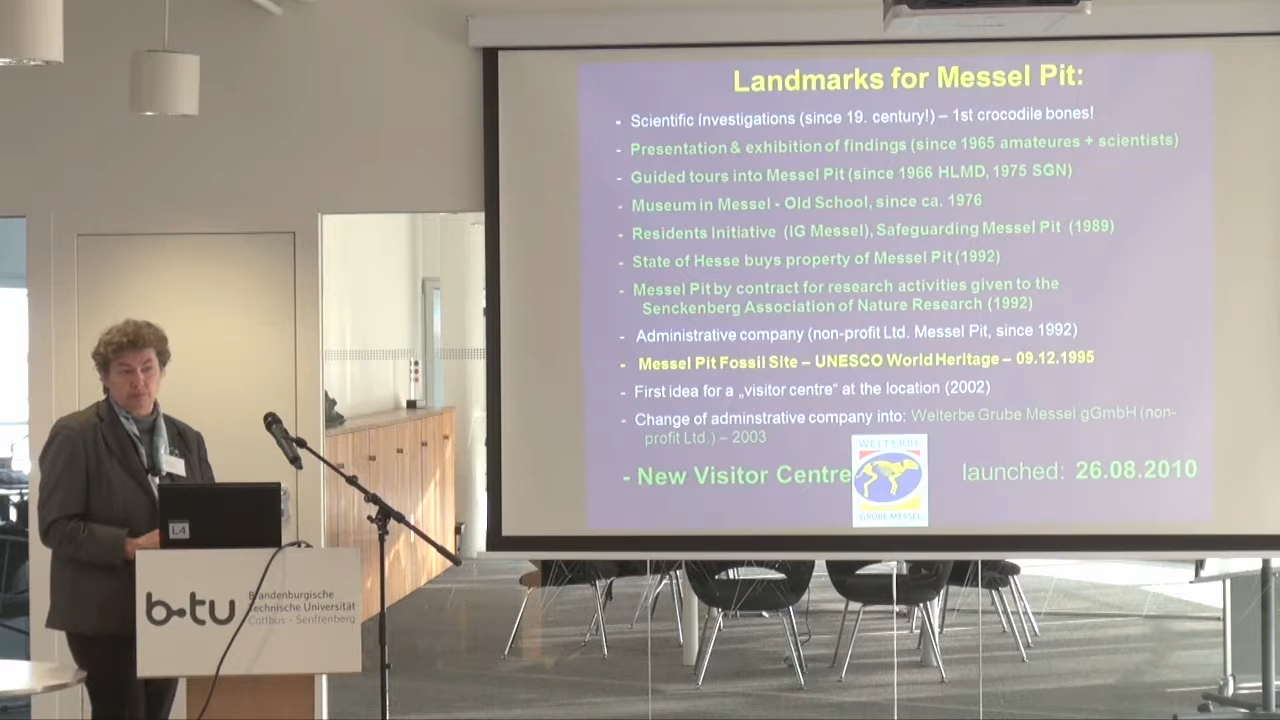 Landmarks for Messel Pit:
- Scientific Investigations (since 19. century!) – 1st crocodile bones!
- Presentation & exhibition of findings (since 1965 amateures + scientists)
- Guided tours into Messel Pit (since 1966 HLMD, 1975 SGN)
- Museum in Messel - Old School, since ca. 1976
- Residents Initiative (IG Messel), Safeguarding Messel Pit (1989)
- State of Hesse buys property of Messel Pit (1992)
- Messel Pit by contract for research activities given to the
Senckenberg Association of Nature Research (1992)
- Administrative company (non-profit Ltd. Messel Pit, since 1992)
- Messel Pit Fossil Site – UNESCO World Heritage – 09.12.1995
- First idea for a „visitor centre“ at the location (2002)
- Change of adminstrative company into: Welterbe Grube Messel gGmbH (non-
profit Ltd.) – 2003
- New Visitor Centre launched: 26.08.2010
WELTERBE
GRUBE MESSEL
L4
b-tu
Brandenburgische
Technische Universität
Cottbus - Senftenberg